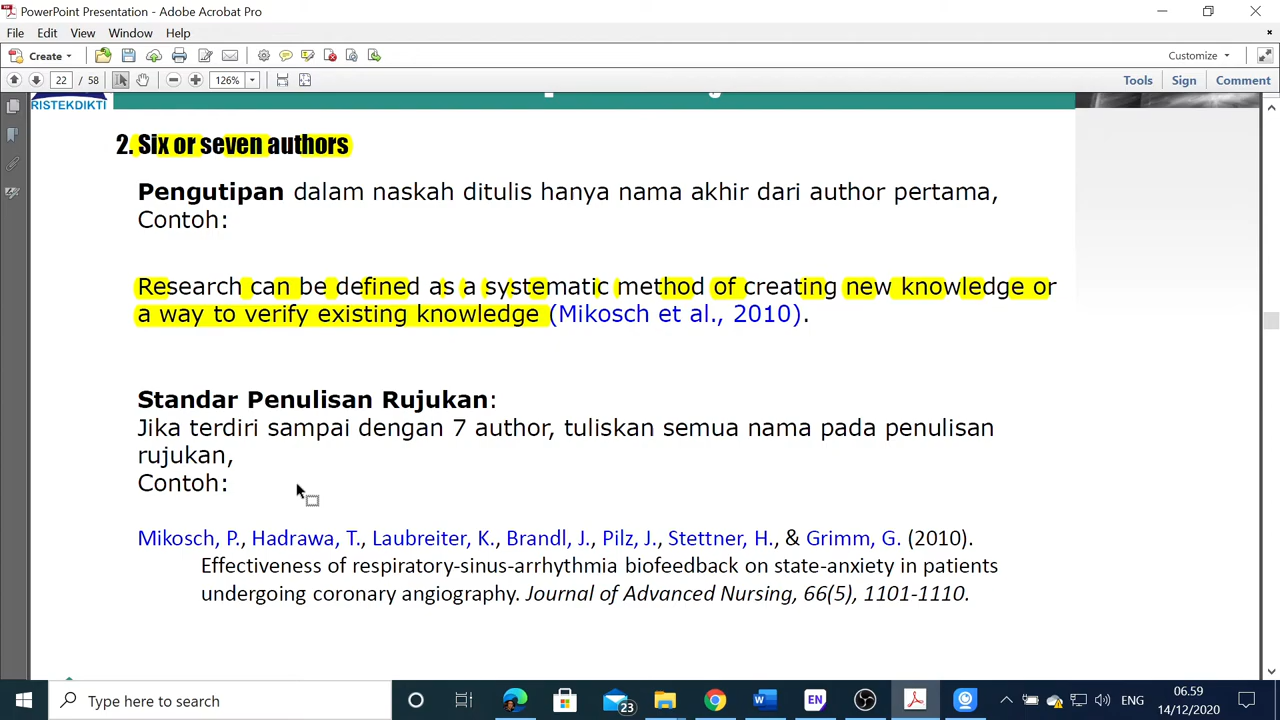 PowerPoint Presentation - Adobe Acrobat Pro
File Edit View Window Help
Create Customize
22 / 58 126% Tools Sign Comment
RISTEKDIKTI
2. Six or seven authors
Pengutipan dalam naskah ditulis hanya nama akhir dari author pertama,
Contoh:
Research can be defined as a systematic method of creating new knowledge or
a way to verify existing knowledge (Mikosch et al., 2010).
Standar Penulisan Rujukan:
Jika terdiri sampai dengan 7 author, tuliskan semua nama pada penulisan
rujukan,
Contoh:
Mikosch, P., Hadrawa, T., Laubreiter, K., Brandl, J., Pilz, J., Stettner, H., & Grimm, G. (2010).
Effectiveness of respiratory-sinus-arrhythmia biofeedback on state-anxiety in patients
undergoing coronary angiography. Journal of Advanced Nursing, 66(5), 1101-1110.
Type here to search 23 EN ENG
06.59
14/12/2020